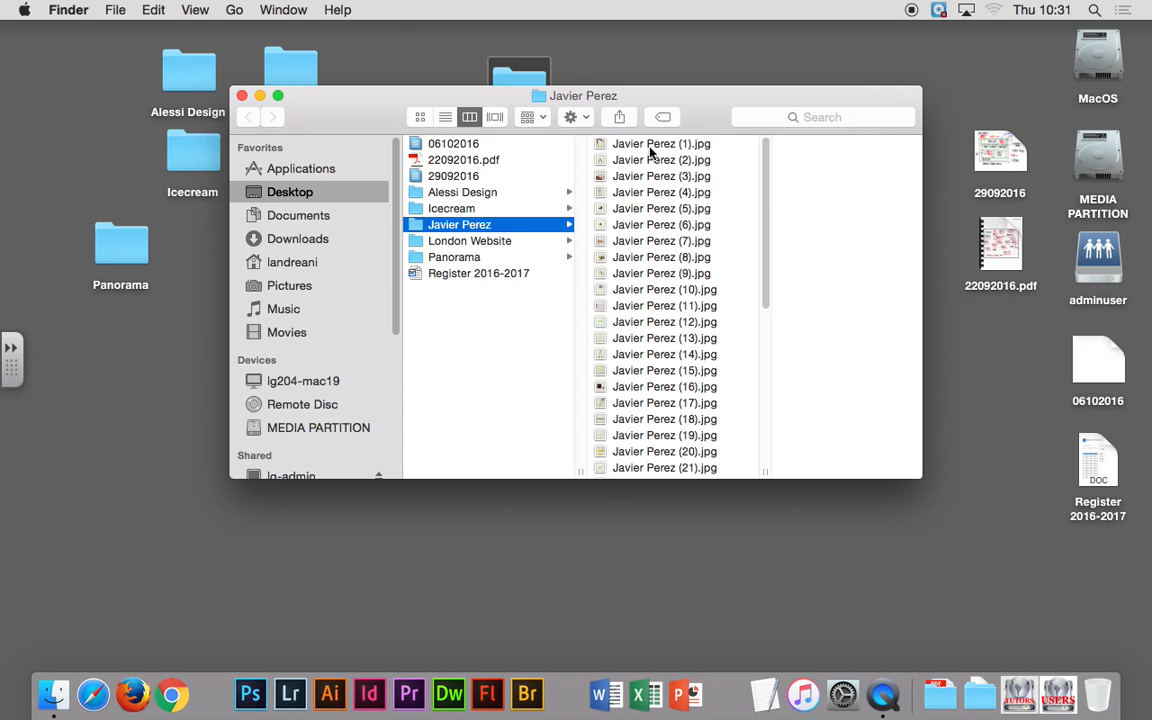 Finder File Edit View Go Window Help Thu 10:31
Alessi Design
Icecream
Panorama
Javier Perez
Search
Favorites
Applications
Desktop
Documents
Downloads
landreani
Pictures
Music
Movies
Devices
lg204-mac19
Remote Disc
MEDIA PARTITION
Shared
lg-admin
06102016
22092016.pdf
29092016
Alessi Design
Icecream
Javier Perez
London Website
Panorama
Register 2016-2017
Javier Perez (1).jpg
Javier Perez (2).jpg
Javier Perez (3).jpg
Javier Perez (4).jpg
Javier Perez (5).jpg
Javier Perez (6).jpg
Javier Perez (7).jpg
Javier Perez (8).jpg
Javier Perez (9).jpg
Javier Perez (10).jpg
Javier Perez (11).jpg
Javier Perez (12).jpg
Javier Perez (13).jpg
Javier Perez (14).jpg
Javier Perez (15).jpg
Javier Perez (16).jpg
Javier Perez (17).jpg
Javier Perez (18).jpg
Javier Perez (19).jpg
Javier Perez (20).jpg
Javier Perez (21).jpg
MacOS
29092016
MEDIA
PARTITION
22092016.pdf
adminuser
06102016
DOC
Register
2016-2017
Ps Lr Ai Id Pr Dw Fl Br W X P PDF TUTORS USERS